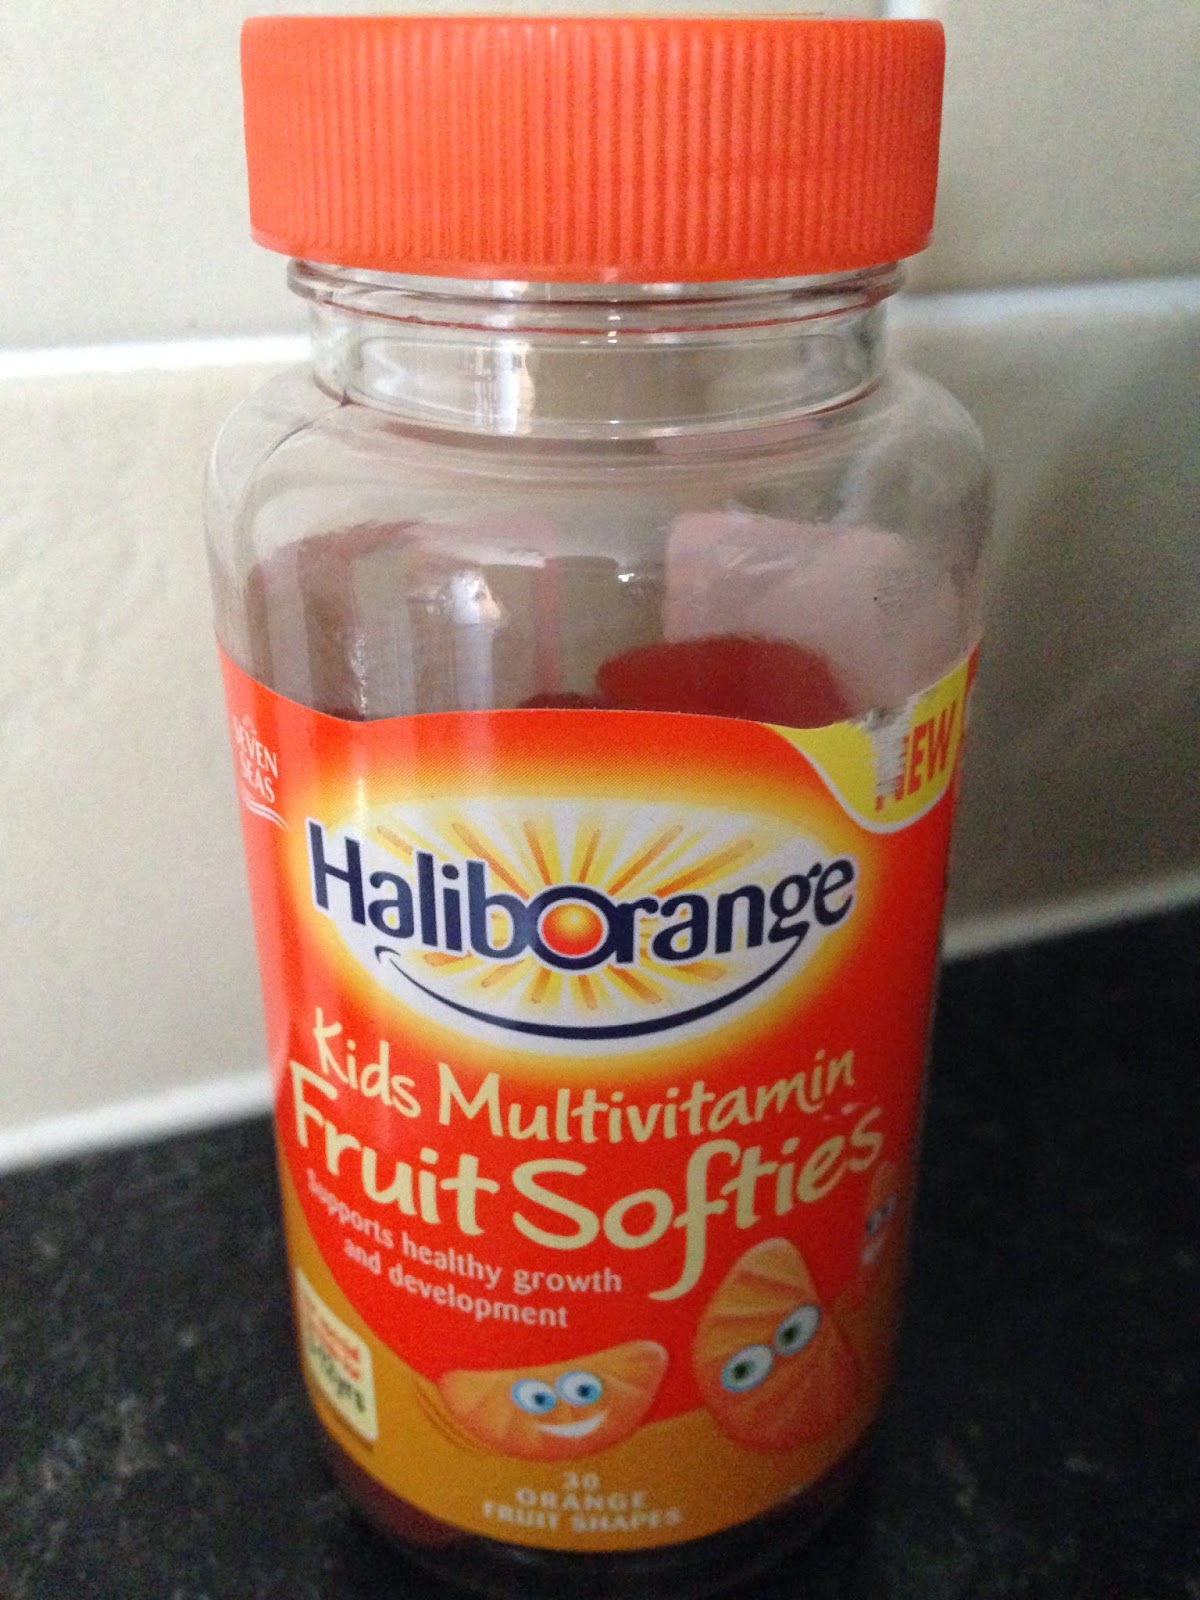 SEVEN
SEAS
NEW
Haliborange
Kids Multivitamin
Fruit Softies
Supports healthy growth
and development
30
ORANGE
FRUIT SHAPES